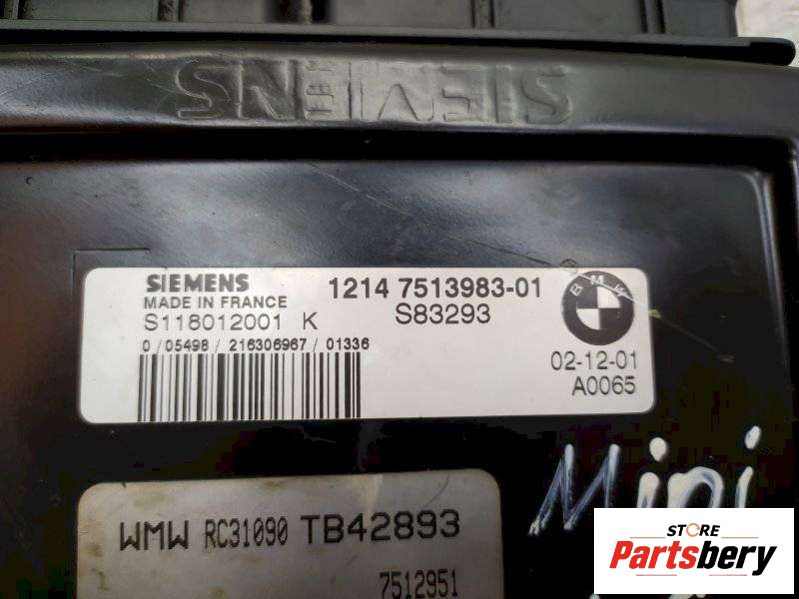 SIEMENS
SIEMENS
MADE IN FRANCE
S118012001 K
0 / 05498 / 216306967 / 01336
1214 7513983-01
S83293
BMW
02-12-01
A0065
WMW RC31090 TB42893
7512951
Mini
STORE
Partsbery